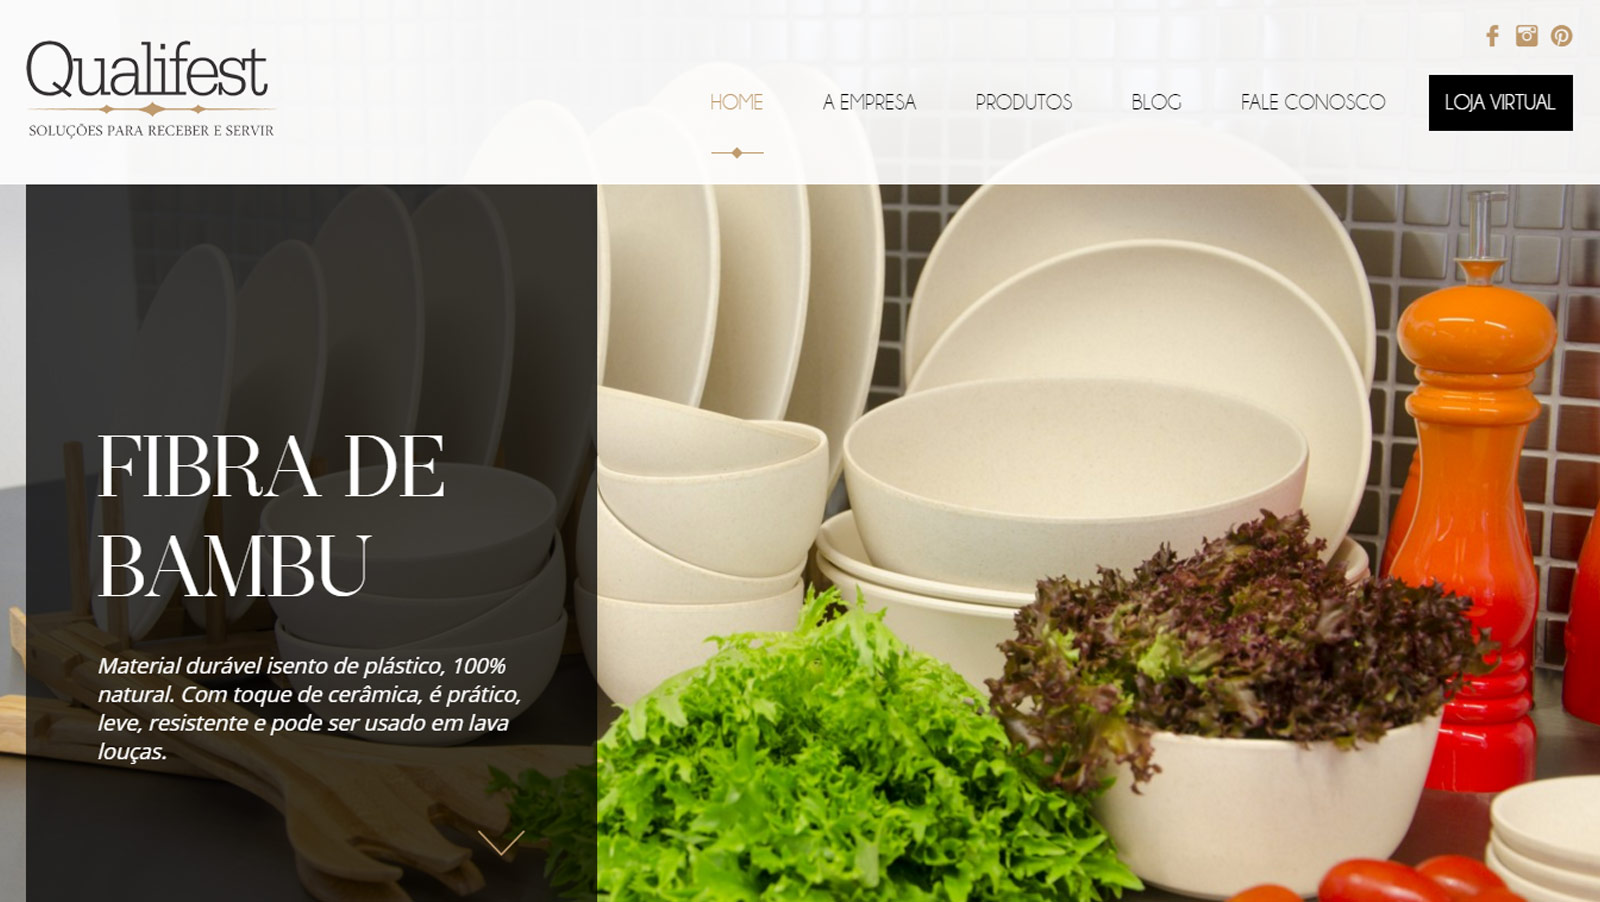 Qualifest
SOLUÇÕES PARA RECEBER E SERVIR
HOME
A EMPRESA
PRODUTOS
BLOG
FALE CONOSCO
LOJA VIRTUAL
FIBRA DE
BAMBU
Material durável isento de plástico, 100%
natural. Com toque de cerâmica, é prático,
leve, resistente e pode ser usado em lava
louças.